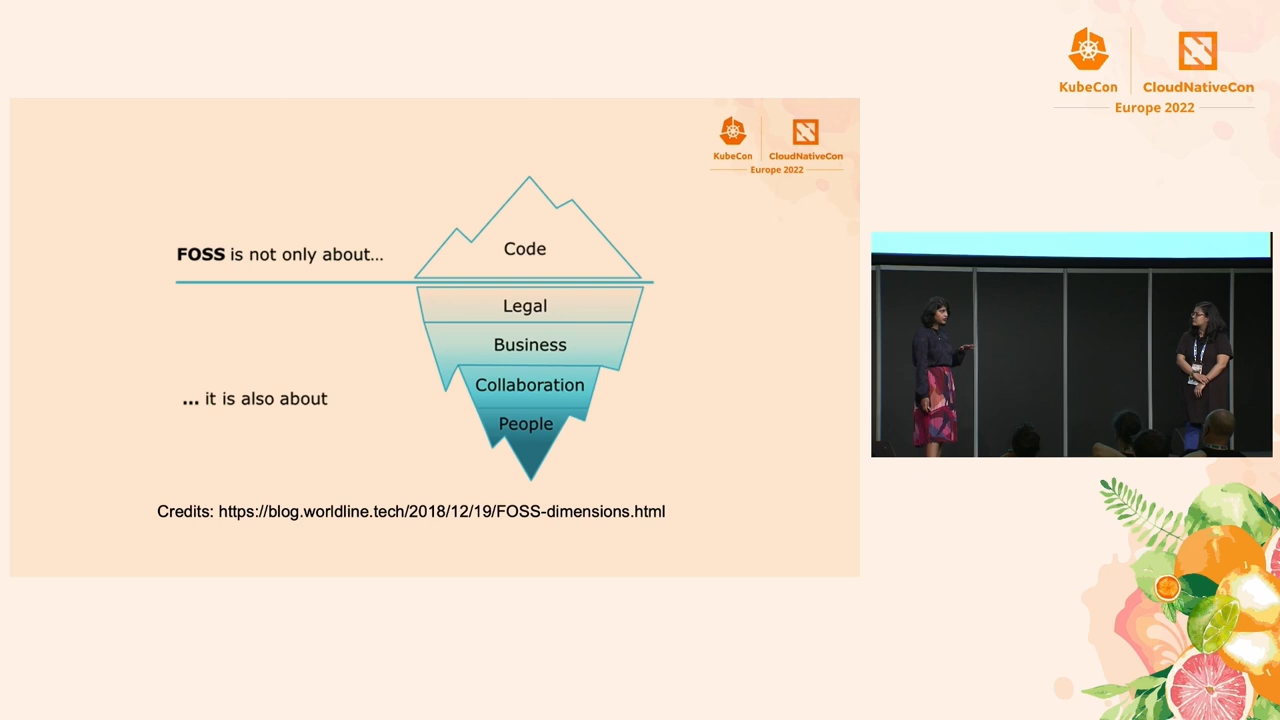 KubeCon
CloudNativeCon
Europe 2022
KubeCon
CloudNativeCon
Europe 2022
FOSS is not only about...
Code
Legal
Business
Collaboration
People
... it is also about
Credits: https://blog.worldline.tech/2018/12/19/FOSS-dimensions.html